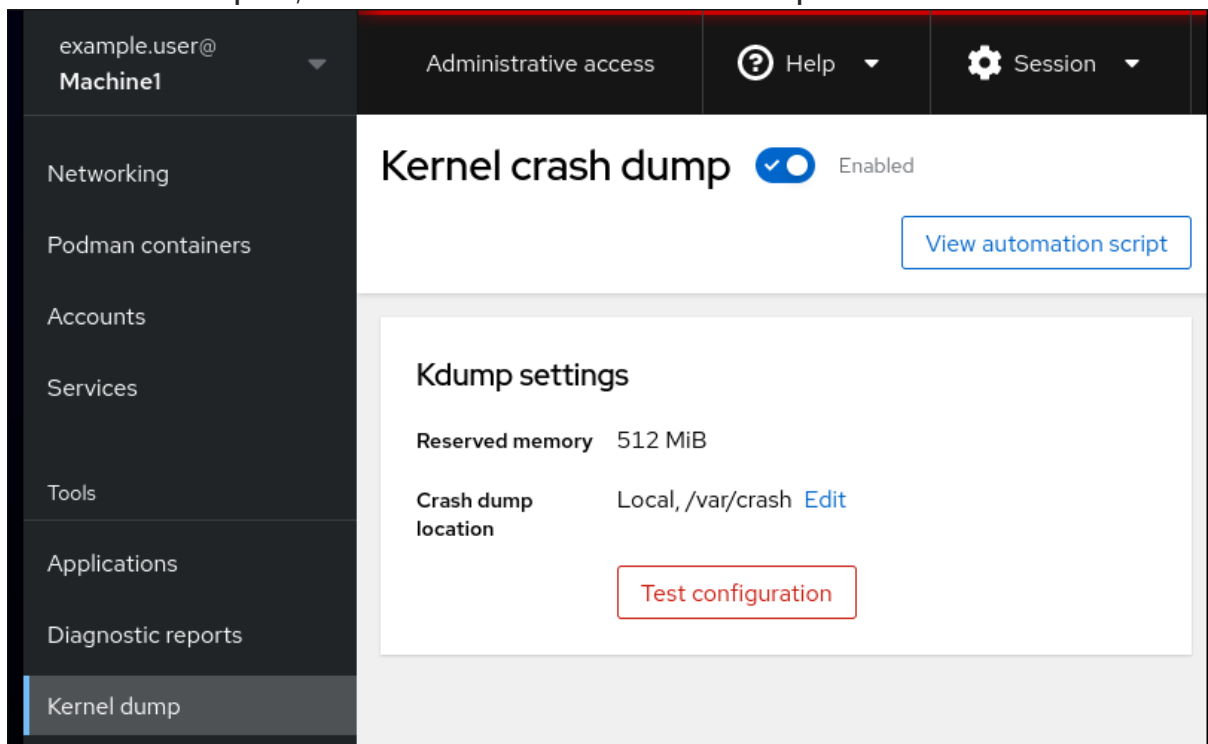 example.user@
Machine1
Administrative access
Help
Session
Networking
Podman containers
Accounts
Services
Tools
Applications
Diagnostic reports
Kernel dump
Kernel crash dump Enabled
View automation script
Kdump settings
Reserved memory 512 MiB
Crash dump location Local, /var/crash Edit
Test configuration